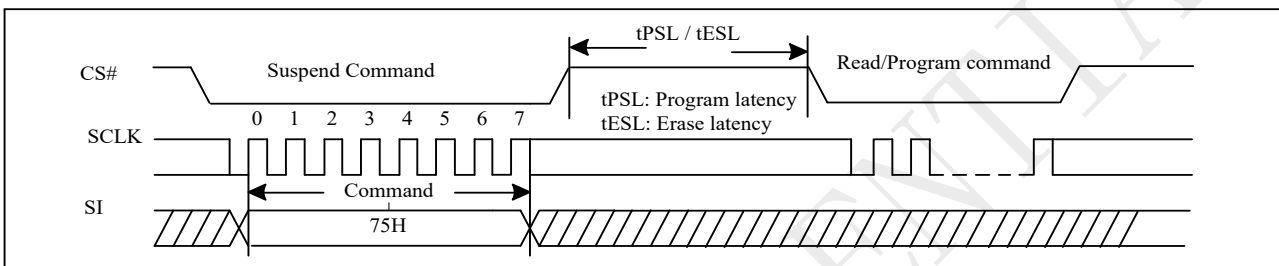 tPSL / tESL
CS#
Suspend Command
Read/Program command
tPSL: Program latency
tESL: Erase latency
0 1 2 3 4 5 6 7
SCLK
Command
SI
75H